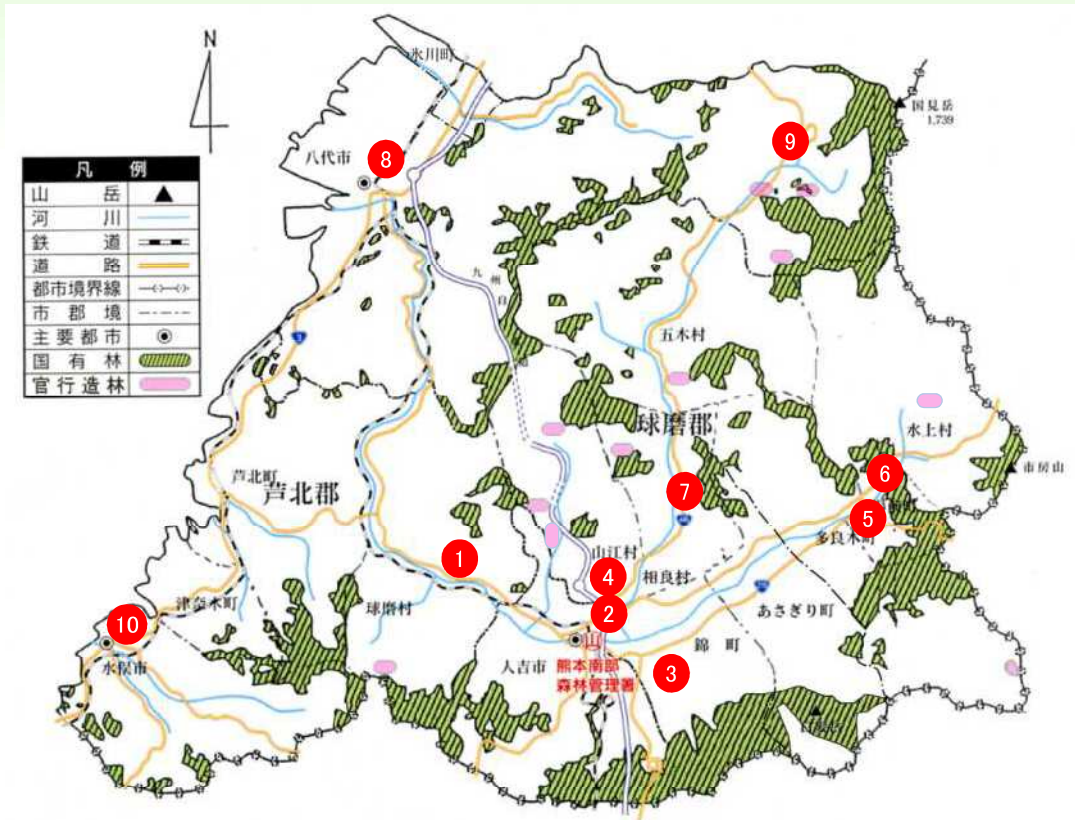 N
氷川町
国見岳
1,739
八代市
8
9
凡例
山岳
河川
鉄道
道路
都市境界線
市郡境
主要都市
国有林
官行造林
九州自
3
五木村
球磨郡
水上村
市房山
芦北町
芦北郡
7
6
5
多良木町
1
山江村
4
相良村
2
あさぎり町
津奈木町
球磨村
10
水俣市
人吉市
錦町
3
熊本南部
森林管理署